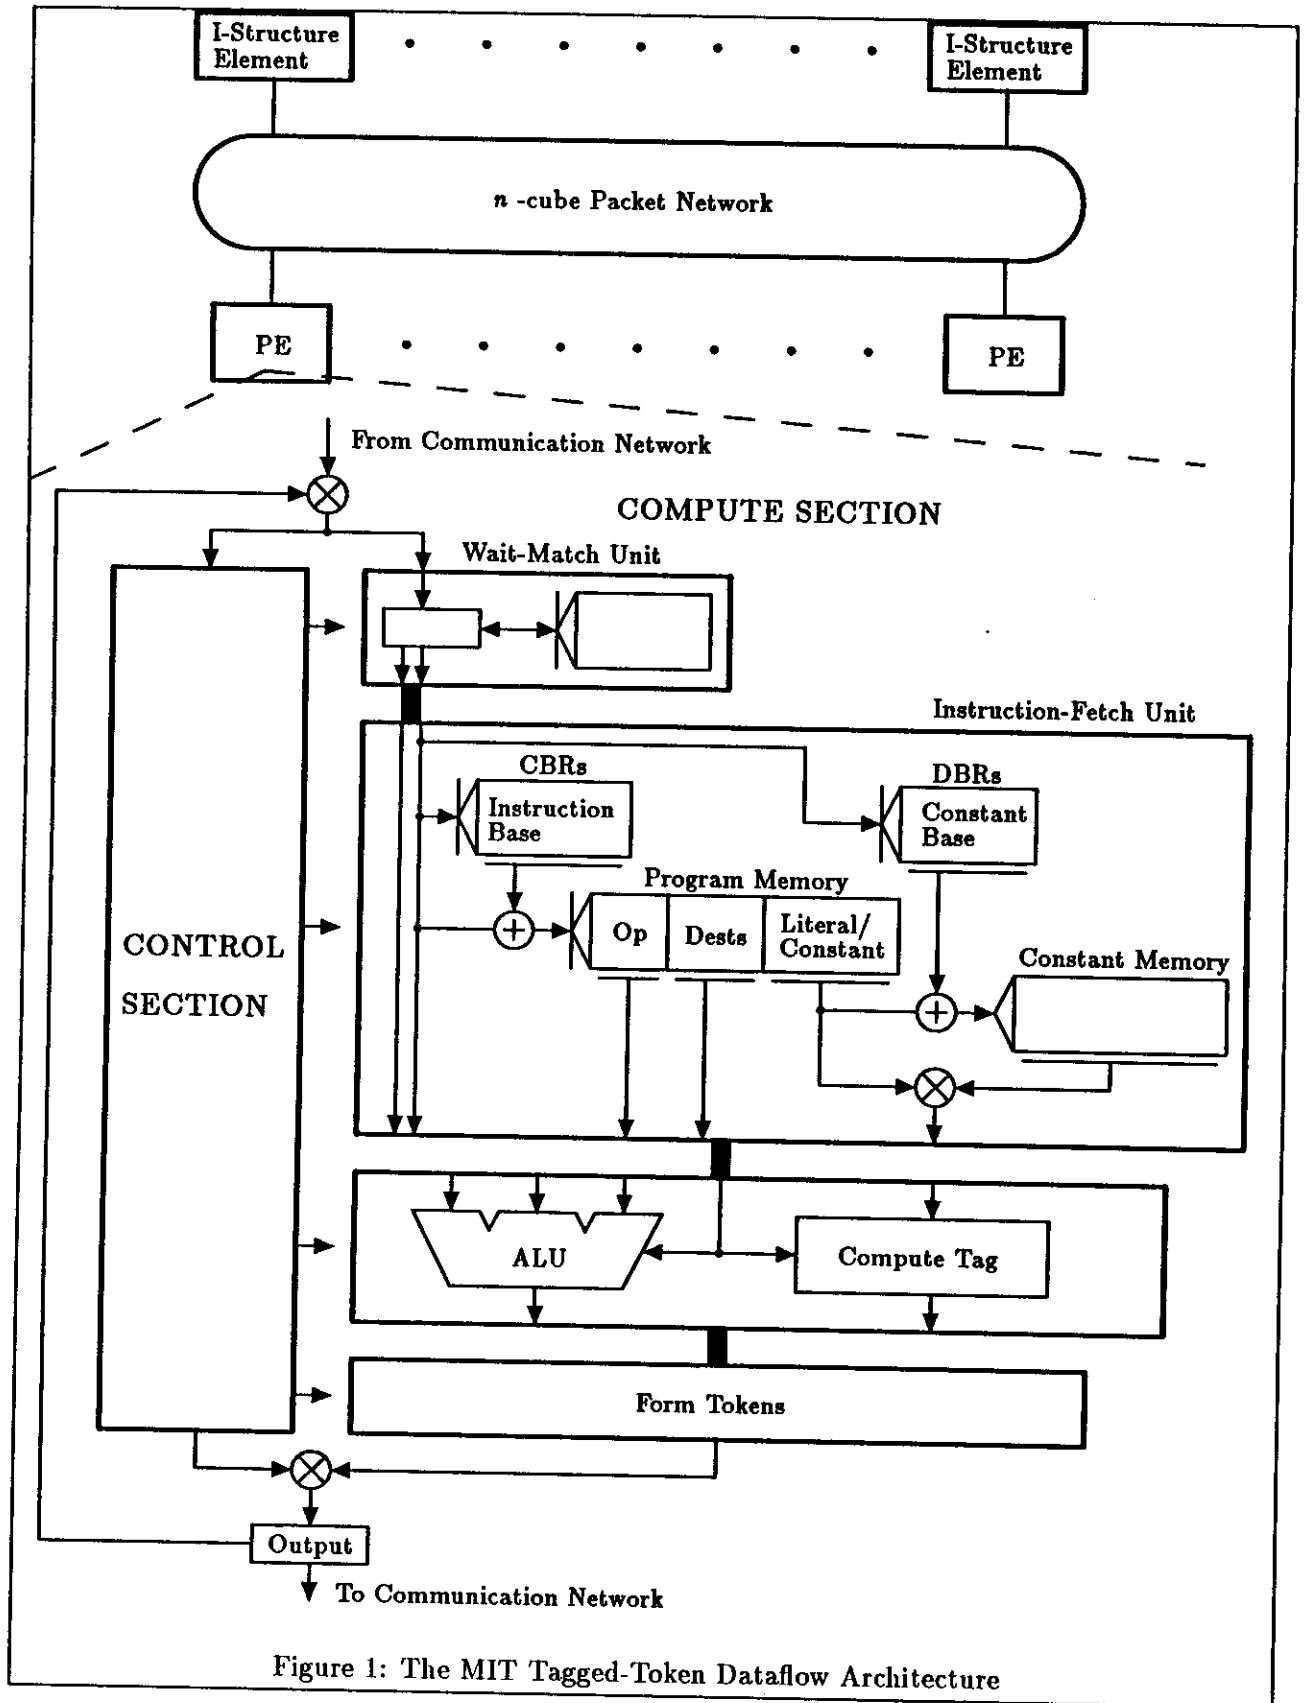 I-Structure
Element
I-Structure
Element
n -cube Packet Network
PE
PE
From Communication Network
COMPUTE SECTION
Wait-Match Unit
Instruction-Fetch Unit
CBRs
DBRs
Instruction
Base
Constant
Base
Program Memory
Op
Dests
Literal/
Constant
Constant Memory
CONTROL
SECTION
ALU
Compute Tag
Form Tokens
Output
To Communication Network
Figure 1: The MIT Tagged-Token Dataflow Architecture